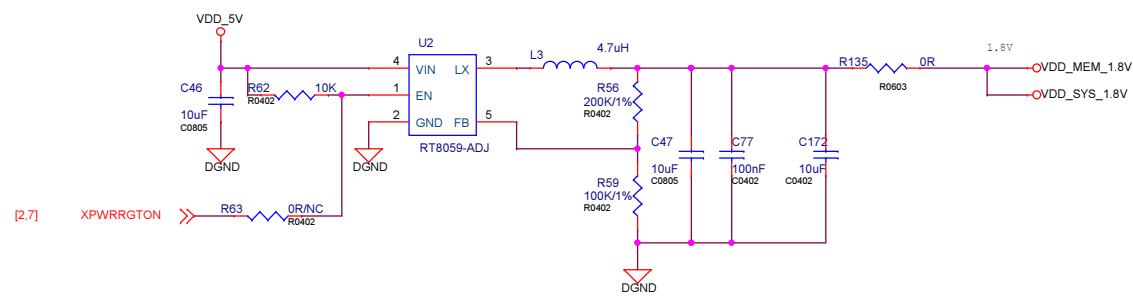 VDD_5V
U2
L3
4.7uH
1.8V
4
VIN
LX
3
R135
0R
VDD_MEM_1.8V
R0603
C46
R62
10K
1
EN
R56
VDD_SYS_1.8V
R0402
200K/1%
10uF
2
GND
FB
5
R0402
C0805
RT8059-ADJ
C47
C77
C172
DGND
DGND
10uF
100nF
10uF
R59
C0805
C0402
C0402
100K/1%
R0402
[2,7]
XPWRRGTON
R63
0R/NC
R0402
DGND